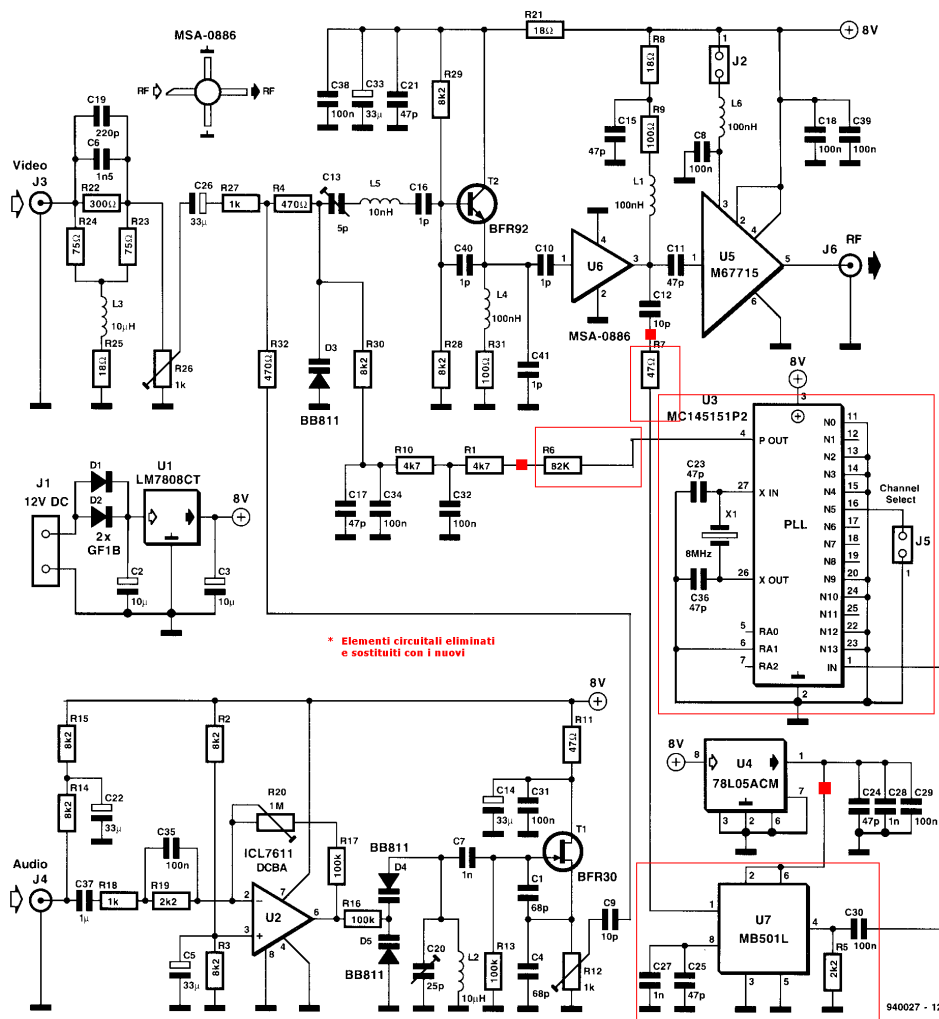 MSA-0886
RF RF
C19
220p
C6
1n5
Video
J3
R22
300Ω
R24
75Ω
R23
75Ω
L3
10µH
R25
18Ω
R26
1k
C26
33µ
R27
1k
R4
470Ω
C13
5p
L5
10nH
C16
1p
R21
18Ω
C38
100n
C33
33µ
C21
47p
R29
8k2
T2
BFR92
C40
1p
L4
100nH
R28
8k2
R31
100Ω
C41
1p
C10
1p
R32
470Ω
D3
BB811
R30
8k2
R8
18Ω
C15
47p
R9
100Ω
L1
100nH
1
J2
L6
100nH
C8
100n
C18
100n
C39
100n
8V
1
4
U6
3
2
MSA-0886
C11
47p
C12
10p
R7
47Ω
1
3
2
4
U5
M67715
5
6
J6 RF
8V
3
U3
MC145151P2
4 P OUT
27 X IN
PLL
26 X OUT
5 RA0
6 RA1
7 RA2
2
N0 11
N1 12
N2 13
N3 14
N4 15
N5 16
N6 17
N7 18
N8 19
N9 20
N10 24
N11 25
N12 22
N13 23
IN 1
Channel
Select
J5
1
C23
47p
X1
8MHz
C36
47p
R10
4k7
R1
4k7
R6
82K
C17
47p
C34
100n
C32
100n
J1
12V DC
D1
D2
2x
GF1B
U1
LM7808CT
8V
C2
10µ
C3
10µ
* Elementi circuitali eliminati
e sostituiti con i nuovi
R15
8k2
R14
8k2
C22
33µ
R2
8k2
R20
1M
C35
100n
ICL7611
DCBA
Audio
J4
C37
1µ
R18
1k
R19
2k2
2
3
7
U2
6
8
4
C5
33µ
R3
8k2
R17
100k
R16
100k
BB811
D4
D5
BB811
C20
25p
L2
10µH
C7
1n
R13
100k
C14
33µ
C31
100n
R11
47Ω
8V
T1
BFR30
C1
68p
C4
68p
R12
1k
C9
10p
8V
8
U4
78L05ACM
1
7
3 2 6
C24
47p
C28
1n
C29
100n
2 6
1
U7
MB501L
8
4
3 5
C27
1n
C25
47p
R5
2k2
C30
100n
940027 - 12